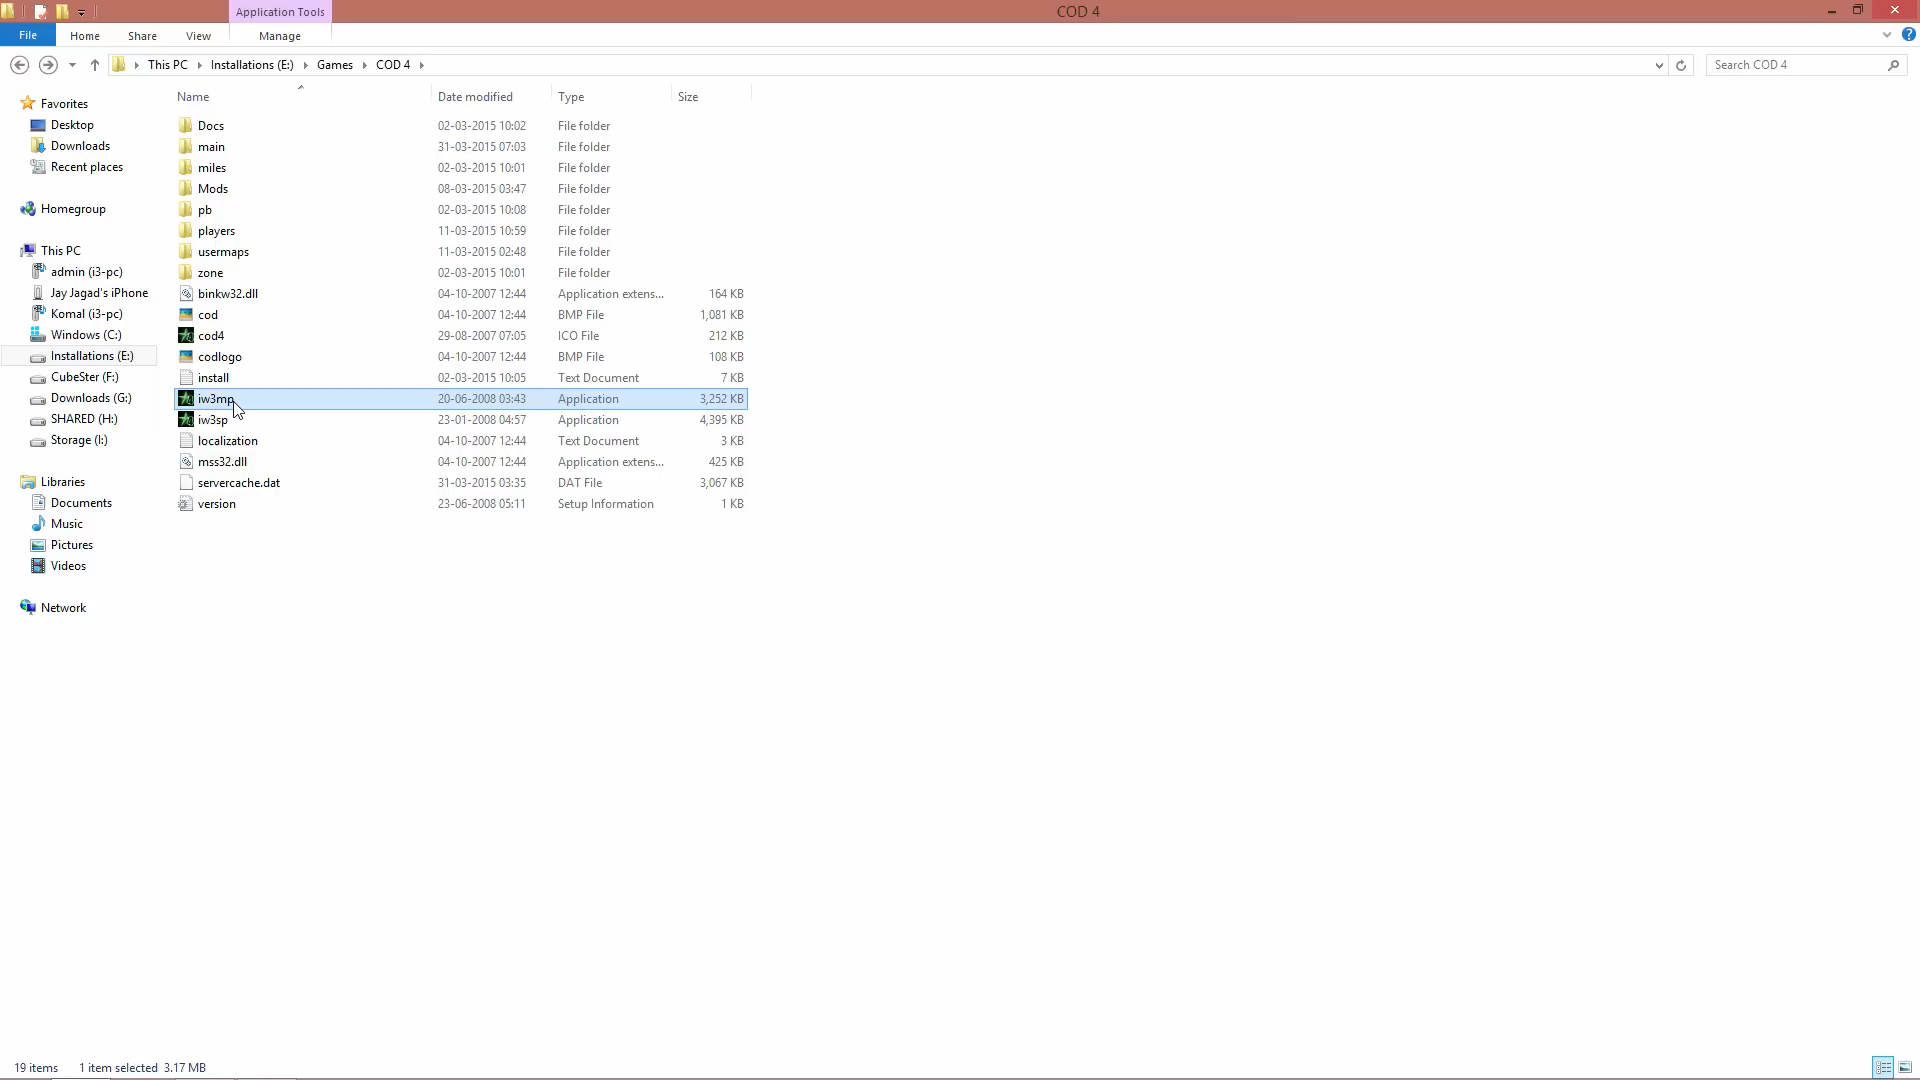 Application Tools
COD 4
File Home Share View Manage
This PC Installations (E:) Games COD 4
Search COD 4
Name Date modified Type Size
Favorites
Desktop
Downloads
Recent places
Homegroup
This PC
admin (i3-pc)
Jay Jagad's iPhone
Komal (i3-pc)
Windows (C:)
Installations (E:)
CubeSter (F:)
Downloads (G:)
SHARED (H:)
Storage (I:)
Libraries
Documents
Music
Pictures
Videos
Network
Docs 02-03-2015 10:02 File folder
main 31-03-2015 07:03 File folder
miles 02-03-2015 10:01 File folder
Mods 08-03-2015 03:47 File folder
pb 02-03-2015 10:08 File folder
players 11-03-2015 10:59 File folder
usermaps 11-03-2015 02:48 File folder
zone 02-03-2015 10:01 File folder
binkw32.dll 04-10-2007 12:44 Application extens... 164 KB
cod 04-10-2007 12:44 BMP File 1,081 KB
cod4 29-08-2007 07:05 ICO File 212 KB
codlogo 04-10-2007 12:44 BMP File 108 KB
install 02-03-2015 10:05 Text Document 7 KB
iw3mp 20-06-2008 03:43 Application 3,252 KB
iw3sp 23-01-2008 04:57 Application 4,395 KB
localization 04-10-2007 12:44 Text Document 3 KB
mss32.dll 04-10-2007 12:44 Application extens... 425 KB
servercache.dat 31-03-2015 03:35 DAT File 3,067 KB
version 23-06-2008 05:11 Setup Information 1 KB
19 items 1 item selected 3.17 MB